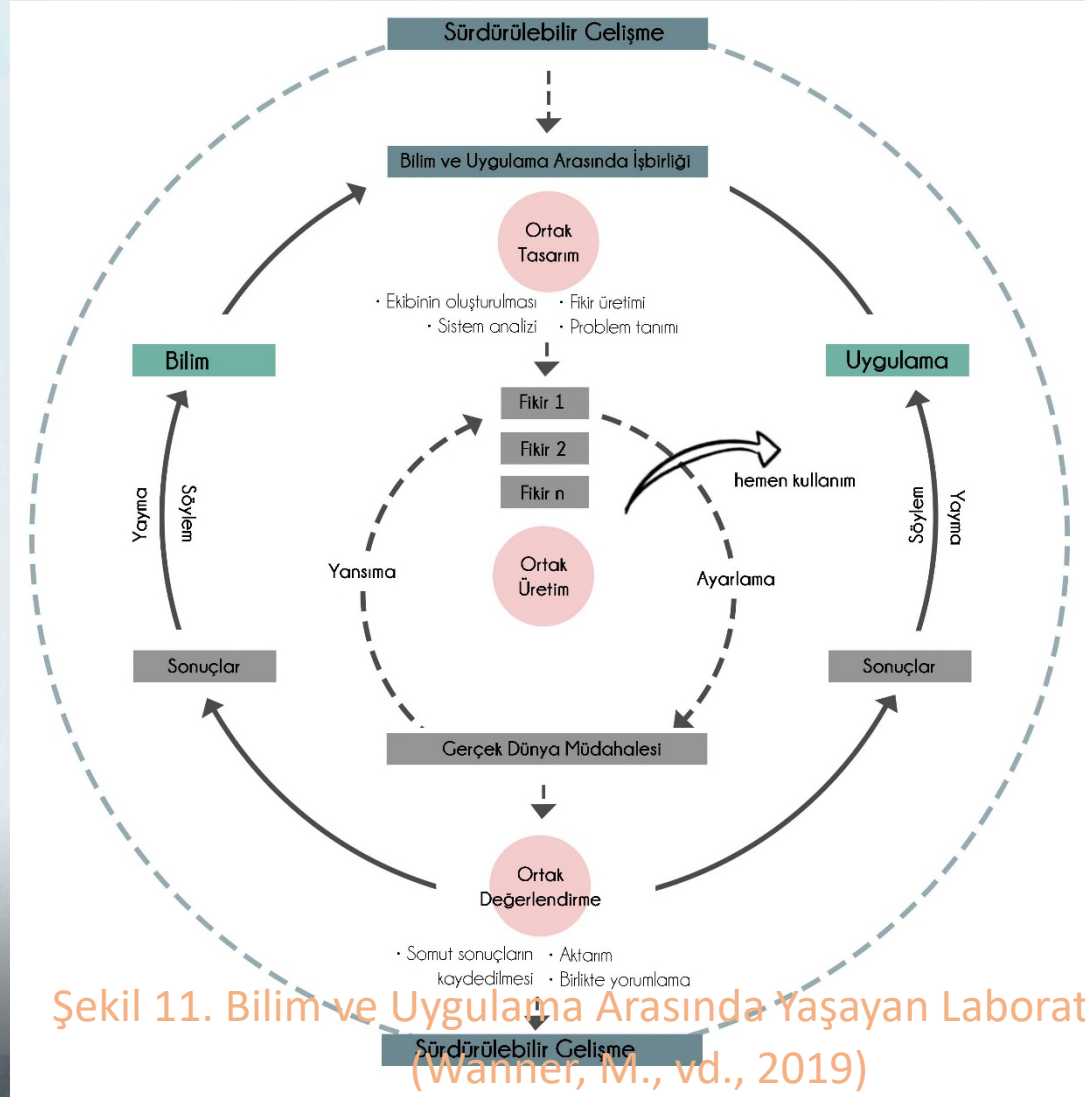 Sürdürülebilir Gelişme
Bilim ve Uygulama Arasında İşbirliği
Ortak
Tasarım
· Ekibinin oluşturulması · Fikir üretimi
· Sistem analizi · Problem tanımı
Bilim
Uygulama
Fikir 1
Fikir 2
Fikir n
hemen kullanım
Yayma
Söylem
Söylem
Yayma
Yansıma
Ortak
Üretim
Ayarlama
Sonuçlar
Sonuçlar
Gerçek Dünya Müdahalesi
Ortak
Değerlendirme
· Somut sonuçların · Aktarım
kaydedilmesi · Birlikte yorumlama
Şekil 11. Bilim ve Uygulama Arasında Yaşayan Laborat
Sürdürülebilir Gelişme
(Wanner, M., vd., 2019)